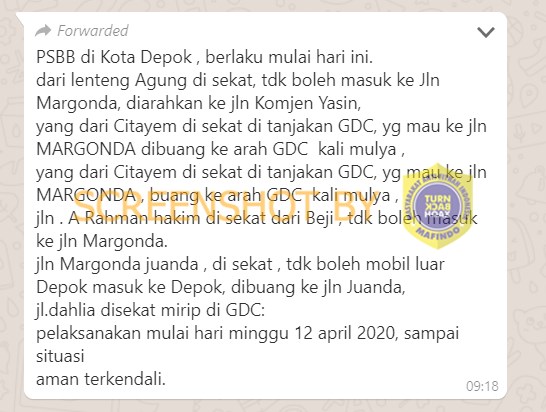 Forwarded
PSBB di Kota Depok , berlaku mulai hari ini.
dari lenteng Agung di sekat, tdk boleh masuk ke Jln
Margonda, diarahkan ke jln Komjen Yasin,
yang dari Citayem di sekat di tanjakan GDC, yg mau ke jln
MARGONDA dibuang ke arah GDC kali mulya ,
yang dari Citayem di sekat di tanjakan GDC, yg mau ke jln
MARGONDA , buang ke arah GDC kali mulya ,
SCREENSHOT BY
MASYARAKAT ANTI FITNAH INDONESIA
TURN
BACK
HOAX
MAFINDO
jln . A Rahman hakim di sekat dari Beji , tdk boleh masuk
ke jln Margonda.
jln Margonda juanda , di sekat , tdk boleh mobil luar
Depok masuk ke Depok, dibuang ke jln Juanda,
jl.dahlia disekat mirip di GDC:
pelaksanakan mulai hari minggu 12 april 2020, sampai
situasi
aman terkendali.
09:18